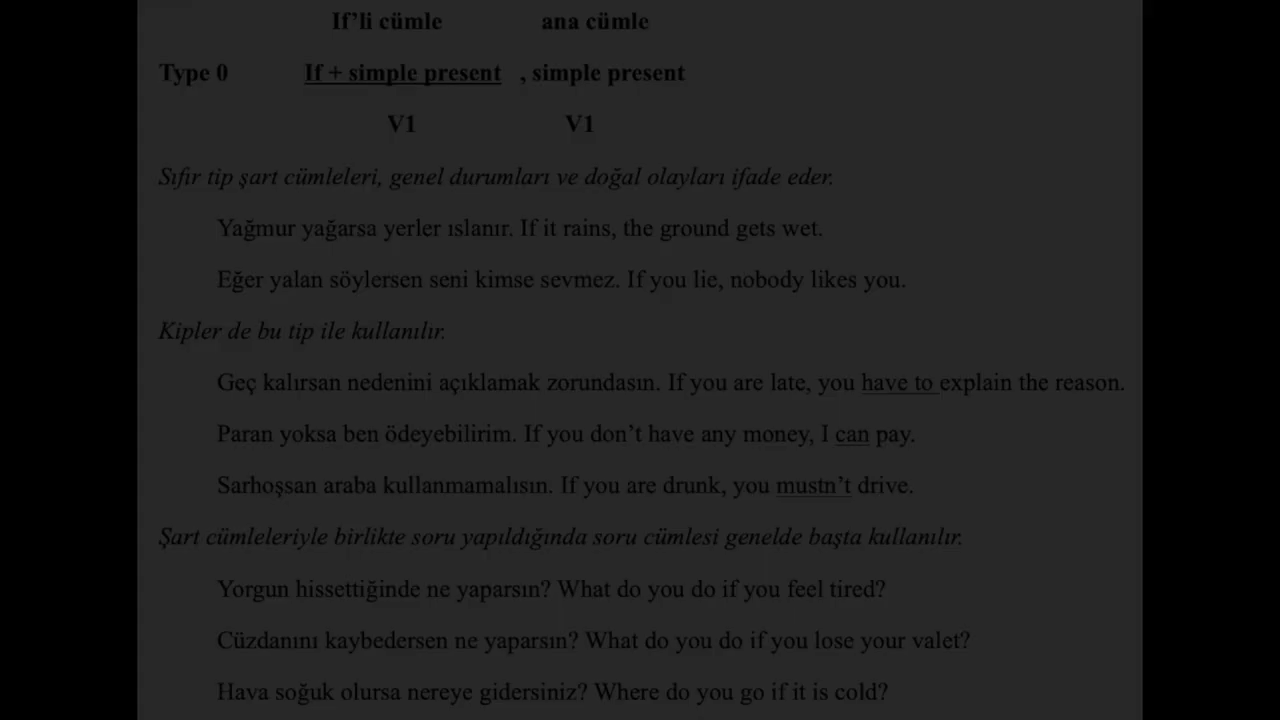 If’li cümle ana cümle
Type 0 If + simple present , simple present
V1 V1
Sıfır tip şart cümleleri, genel durumları ve doğal olayları ifade eder.
Yağmur yağarsa yerler ıslanır. If it rains, the ground gets wet.
Eğer yalan söylersen seni kimse sevmez. If you lie, nobody likes you.
Kipler de bu tip ile kullanılır.
Geç kalırsan nedenini açıklamak zorundasın. If you are late, you have to explain the reason.
Paran yoksa ben ödeyebilirim. If you don’t have any money, I can pay.
Sarhoşsan araba kullanmamalısın. If you are drunk, you mustn’t drive.
Şart cümleleriyle birlikte soru yapıldığında soru cümlesi genelde başta kullanılır.
Yorgun hissettiğinde ne yaparsın? What do you do if you feel tired?
Cüzdanını kaybedersen ne yaparsın? What do you do if you lose your valet?
Hava soğuk olursa nereye gidersiniz? Where do you go if it is cold?